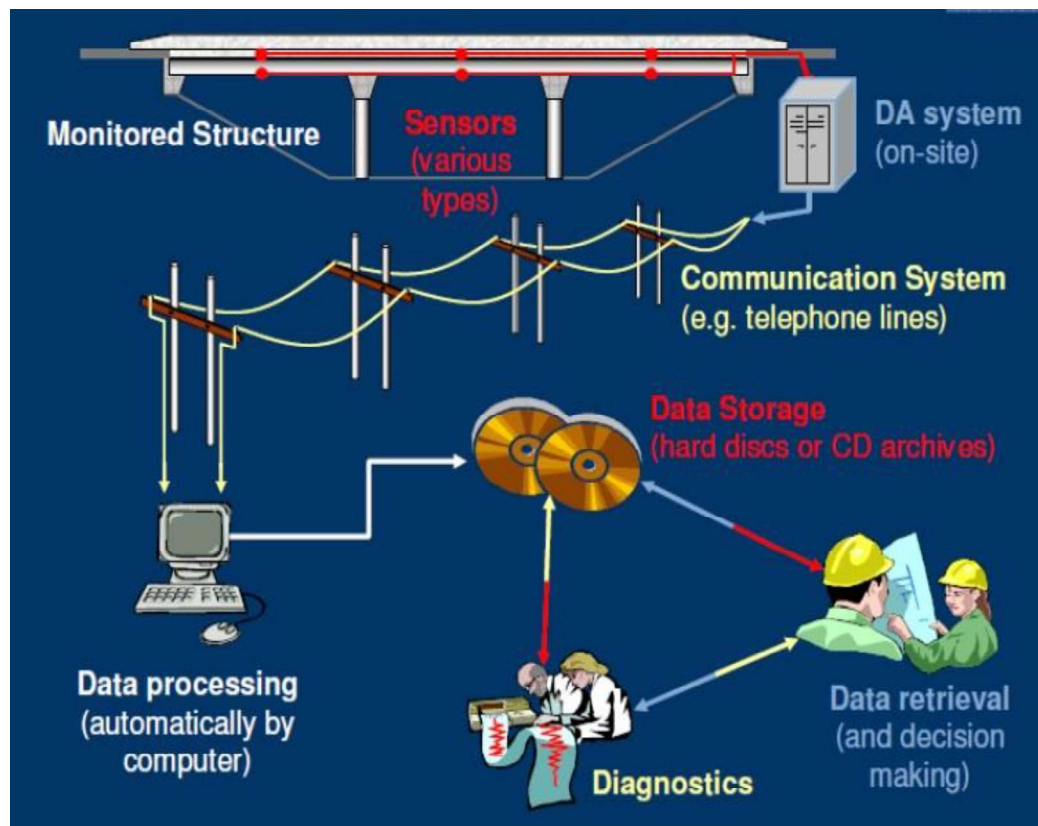 Monitored Structure
Sensors
(various
types)
DA system
(on-site)
Communication System
(e.g. telephone lines)
Data Storage
(hard discs or CD archives)
Data processing
(automatically by
computer)
Diagnostics
Data retrieval
(and decision
making)